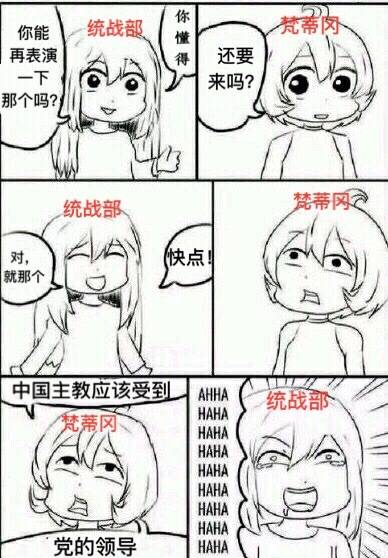 统战部
你能
再表演
一下
那个吗?
你懂得
梵蒂冈
还要
来吗?
统战部
对，
就那个
快点!
梵蒂冈
中国主教应该受到
梵蒂冈
党的领导
统战部
AHHA
HAHA
HAHA
HAHA
HAHA
HAHA
HAHA
HAHA